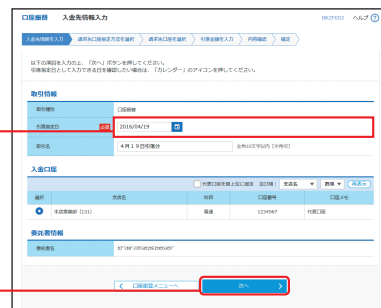 口座振替 入金先情報入力
BKZF002 ヘルプ ?
入金先情報を入力 請求先口座指定方法を選択 請求先口座を選択 引落金額を入力 内容確認 確定
以下の項目を入力の上、「次へ」ボタンを押してください。
引落指定日として入力できる日を確認したい場合は、「カレンダー」のアイコンを押してください。
取引情報
取引種別 口座振替
引落指定日 必須 2016/04/19
取引名 4月19日引落分 全角10文字以内 [半角可]
入金口座
代表口座を最上位に固定 並び順: 支店名 ▼ 昇順 ▼ 再表示
選択 支店名 科目 口座番号 口座メモ
本店営業部 (131) 普通 1234567 代表口座
委託者情報
委託者名
< 口座振替メニューへ 次へ >